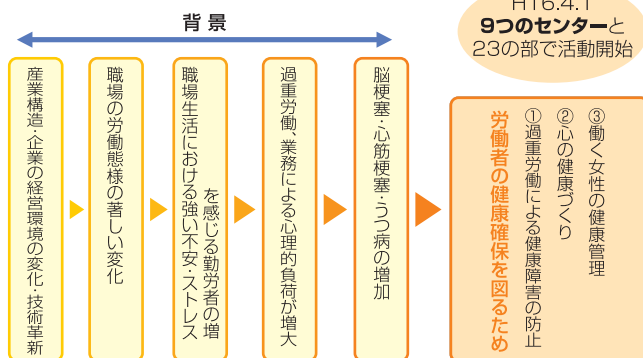 背景
H16.4.1
9つのセンターと
23の部で活動開始
産業構造・企業の経営環境の変化・技術革新
職場の労働態様の著しい変化
職場生活における強い不安・ストレス
を感じる勤労者の増
過重労働、業務による心理的負荷が増大
脳梗塞・心筋梗塞・うつ病の増加
労働者の健康確保を図るため
①過重労働による健康障害の防止
②心の健康づくり
③働く女性の健康管理